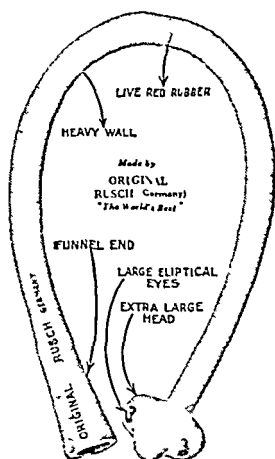 LIVE RED RUBBER
HEAVY WALL
Made by
ORIGINAL
RUSCH Germany)
"The World's Best"
FUNNEL END
LARGE ELIPTICAL
EYES
EXTRA LARGE
HEAD
ORIGINAL RUSCH GERMANY